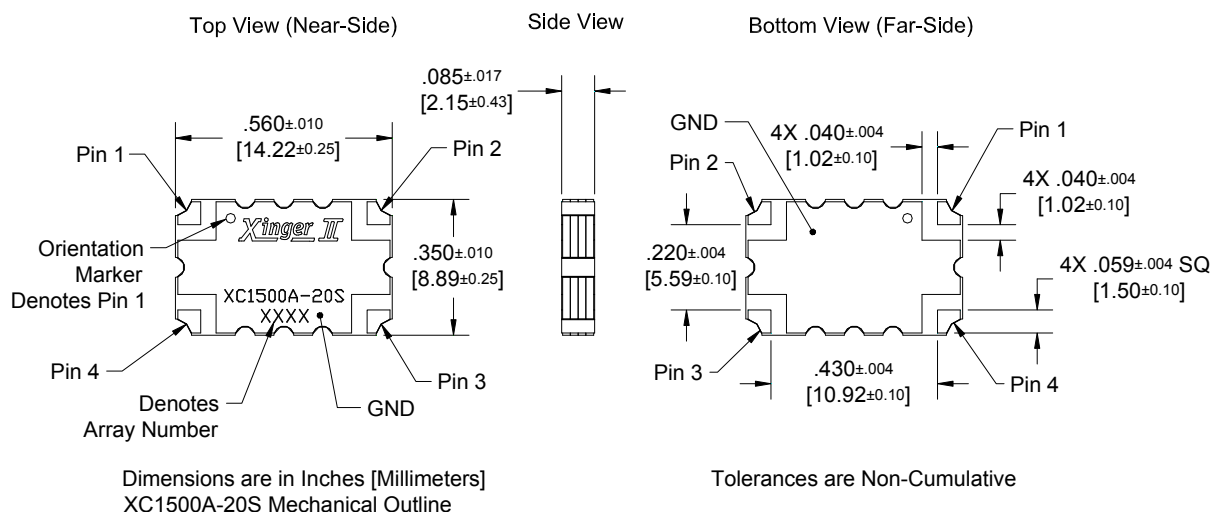 Top View (Near-Side)
Side View
Bottom View (Far-Side)
.085±.017
[2.15±0.43]
.560±.010
[14.22±0.25]
Pin 1
Pin 2
GND
4X .040±.004
[1.02±0.10]
Pin 1
Pin 2
4X .040±.004
[1.02±0.10]
Xinger II
Orientation
Marker
Denotes Pin 1
.350±.010
[8.89±0.25]
.220±.004
[5.59±0.10]
4X .059±.004 SQ
[1.50±0.10]
XC1500A-20S
XXXX
Pin 4
Pin 3
Denotes
Array Number
GND
Pin 3
.430±.004
[10.92±0.10]
Pin 4
Dimensions are in Inches [Millimeters]
XC1500A-20S Mechanical Outline
Tolerances are Non-Cumulative